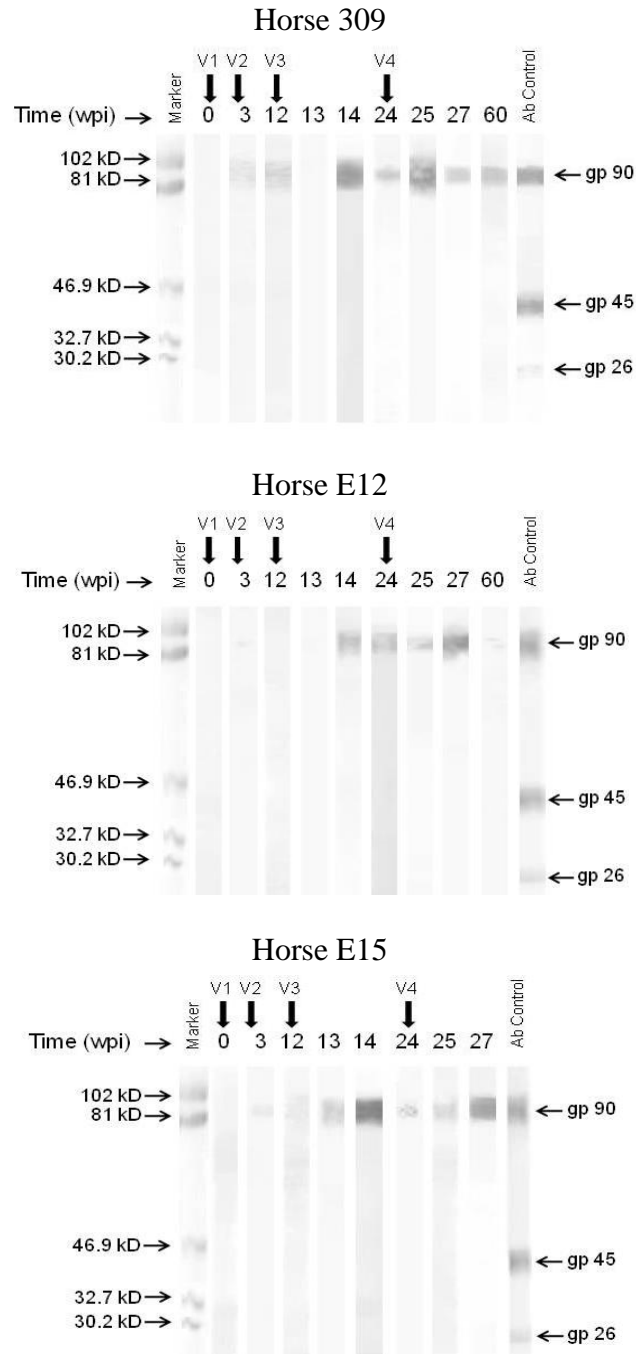 Horse 309
V1 V2 V3 V4
Time (wpi) → Marker 0 3 12 13 14 24 25 27 60 Ab Control
102 kD→
81 kD→
← gp 90
46.9 kD→
← gp 45
32.7 kD→
30.2 kD→
← gp 26
Horse E12
V1 V2 V3 V4
Time (wpi) → Marker 0 3 12 13 14 24 25 27 60 Ab Control
102 kD→
81 kD→
← gp 90
46.9 kD→
← gp 45
32.7 kD→
30.2 kD→
← gp 26
Horse E15
V1 V2 V3 V4
Time (wpi) → Marker 0 3 12 13 14 24 25 27 Ab Control
102 kD→
81 kD→
← gp 90
46.9 kD→
← gp 45
32.7 kD→
30.2 kD→
← gp 26